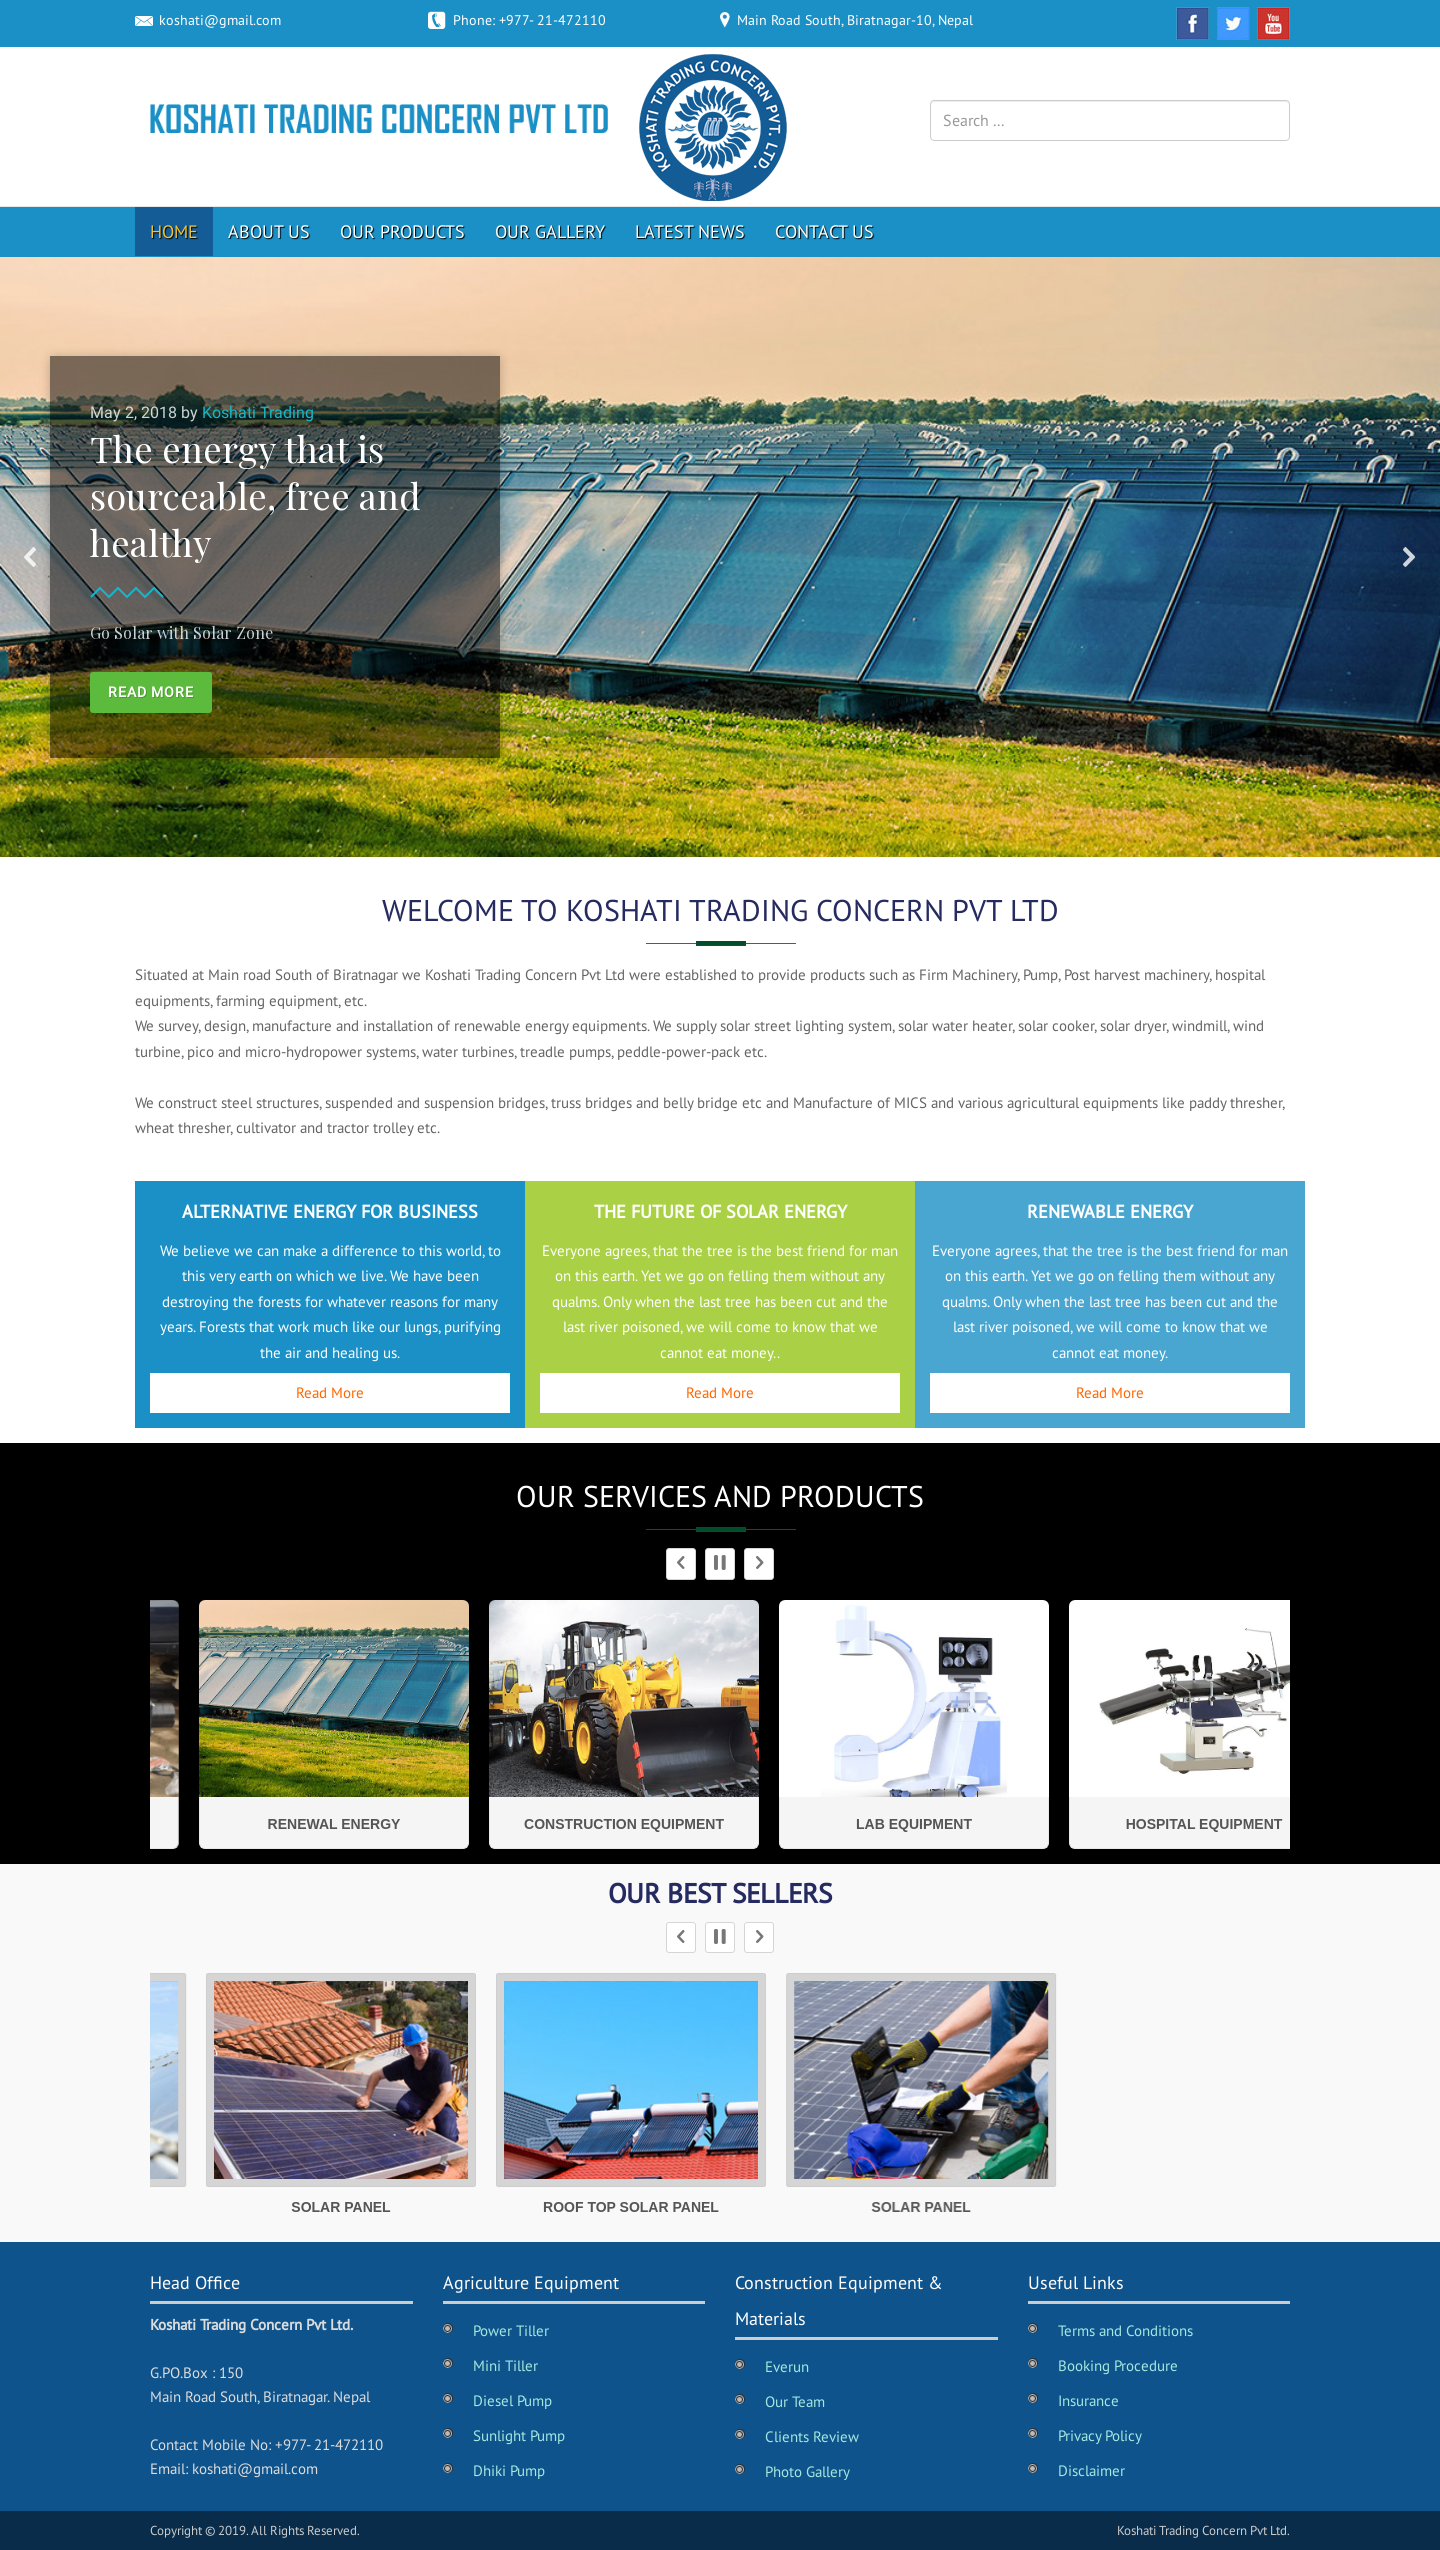 koshati@gmail.com
Phone: +977- 21-472110
Main Road South, Biratnagar-10, Nepal
You
Tube
KOSHATI TRADING CONCERN PVT LTD
KOSHATI TRADING CONCERN PVT. LTD.
Search ...
HOME
ABOUT US
OUR PRODUCTS
OUR GALLERY
LATEST NEWS
CONTACT US
May 2, 2018 by Koshati Trading
The energy that is
sourceable, free and
healthy
Go Solar with Solar Zone
READ MORE
WELCOME TO KOSHATI TRADING CONCERN PVT LTD
Situated at Main road South of Biratnagar we Koshati Trading Concern Pvt Ltd were established to provide products such as Firm Machinery, Pump, Post harvest machinery, hospital
equipments, farming equipment, etc.
We survey, design, manufacture and installation of renewable energy equipments. We supply solar street lighting system, solar water heater, solar cooker, solar dryer, windmill, wind
turbine, pico and micro-hydropower systems, water turbines, treadle pumps, peddle-power-pack etc.
We construct steel structures, suspended and suspension bridges, truss bridges and belly bridge etc and Manufacture of MICS and various agricultural equipments like paddy thresher,
wheat thresher, cultivator and tractor trolley etc.
ALTERNATIVE ENERGY FOR BUSINESS
We believe we can make a difference to this world, to
this very earth on which we live. We have been
destroying the forests for whatever reasons for many
years. Forests that work much like our lungs, purifying
the air and healing us.
Read More
THE FUTURE OF SOLAR ENERGY
Everyone agrees, that the tree is the best friend for man
on this earth. Yet we go on felling them without any
qualms. Only when the last tree has been cut and the
last river poisoned, we will come to know that we
cannot eat money..
Read More
RENEWABLE ENERGY
Everyone agrees, that the tree is the best friend for man
on this earth. Yet we go on felling them without any
qualms. Only when the last tree has been cut and the
last river poisoned, we will come to know that we
cannot eat money.
Read More
OUR SERVICES AND PRODUCTS
RENEWAL ENERGY
CONSTRUCTION EQUIPMENT
LAB EQUIPMENT
HOSPITAL EQUIPMENT
OUR BEST SELLERS
SOLAR PANEL
ROOF TOP SOLAR PANEL
SOLAR PANEL
Head Office
Koshati Trading Concern Pvt Ltd.
G.P.O.Box : 150
Main Road South, Biratnagar. Nepal
Contact Mobile No: +977- 21-472110
Email: koshati@gmail.com
Agriculture Equipment
Power Tiller
Mini Tiller
Diesel Pump
Sunlight Pump
Dhiki Pump
Construction Equipment &
Materials
Everun
Our Team
Clients Review
Photo Gallery
Useful Links
Terms and Conditions
Booking Procedure
Insurance
Privacy Policy
Disclaimer
Copyright © 2019. All Rights Reserved.
Koshati Trading Concern Pvt Ltd.